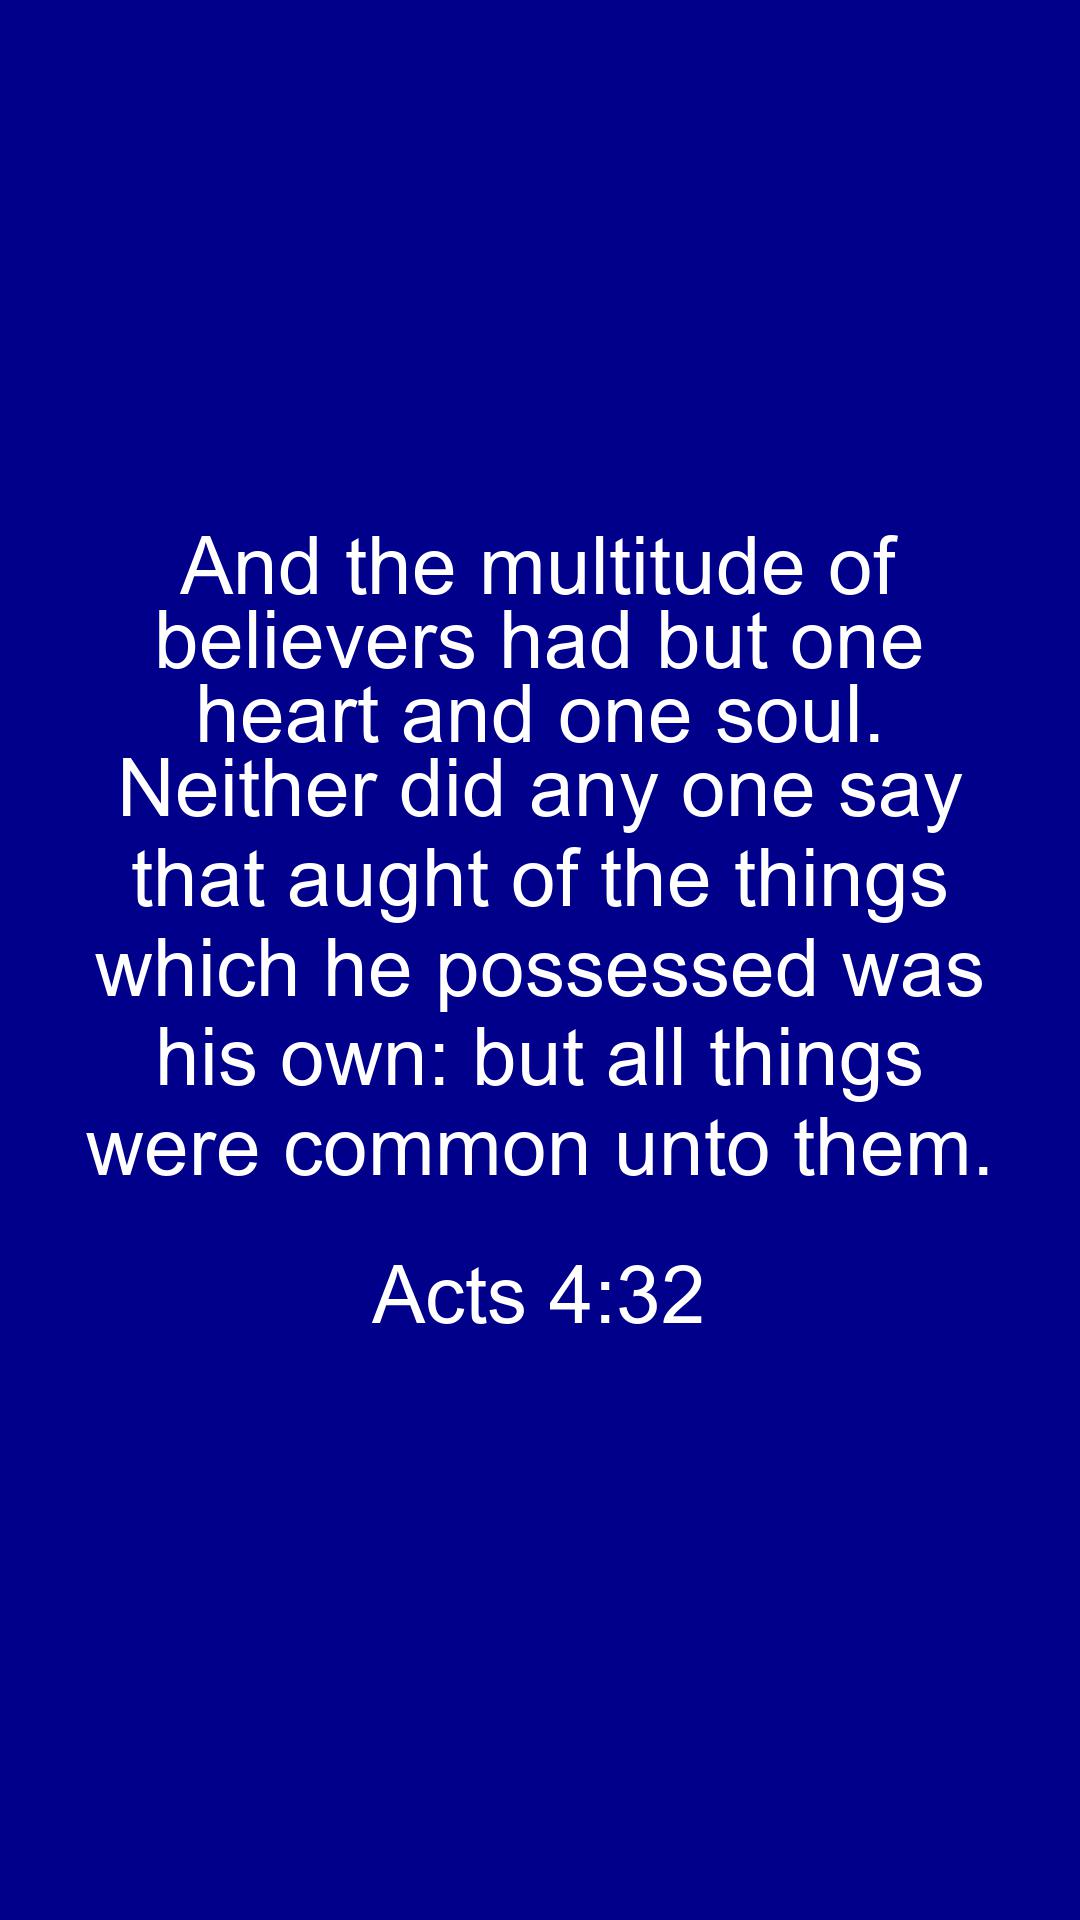 And the multitude of
believers had but one
heart and one soul.
Neither did any one say
that aught of the things
which he possessed was
his own: but all things
were common unto them.
Acts 4:32